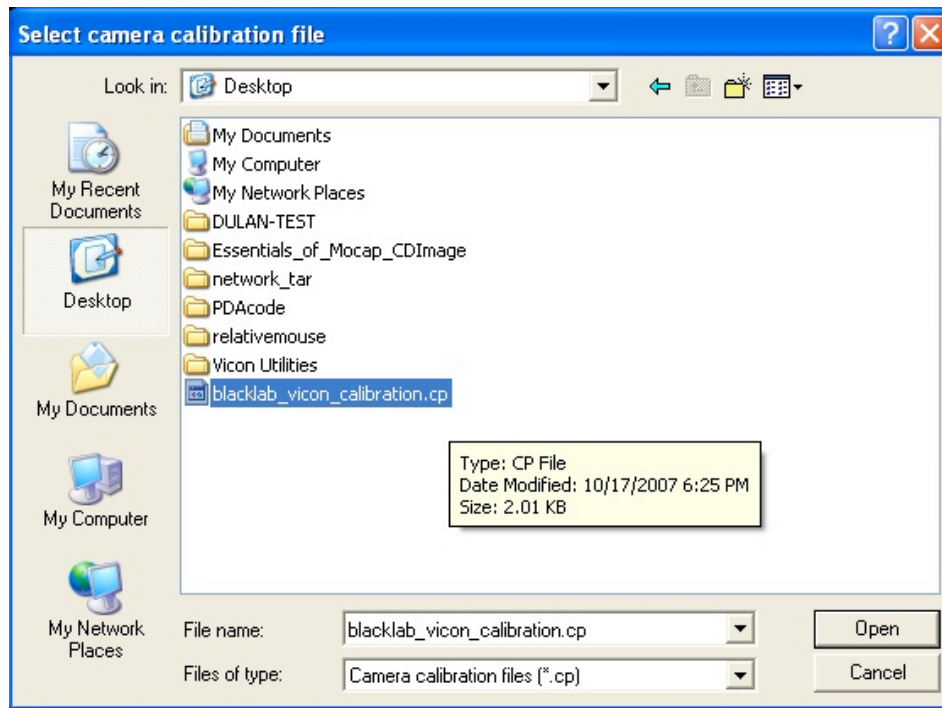 Select camera calibration file
Look in:
Desktop
My Recent
Documents
Desktop
My Documents
My Computer
My Network
Places
My Documents
My Computer
My Network Places
DULAN-TEST
Essentials_of_Mocap_CDImage
network_tar
PDAcode
relativemouse
Vicon Utilities
blacklab_vicon_calibration.cp
Type: CP File
Date Modified: 10/17/2007 6:25 PM
Size: 2.01 KB
File name:
blacklab_vicon_calibration.cp
Open
Files of type:
Camera calibration files (*.cp)
Cancel